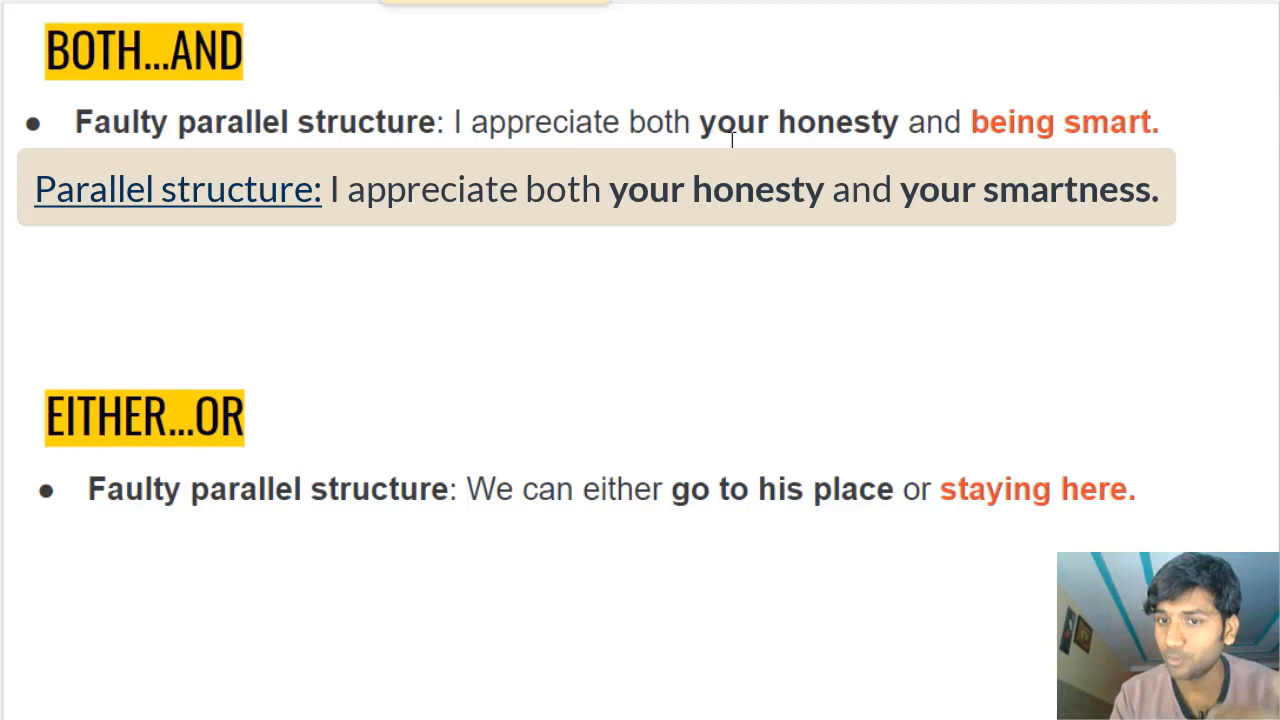 BOTH...AND
● Faulty parallel structure: I appreciate both your honesty and being smart.
Parallel structure: I appreciate both your honesty and your smartness.
EITHER...OR
● Faulty parallel structure: We can either go to his place or staying here.